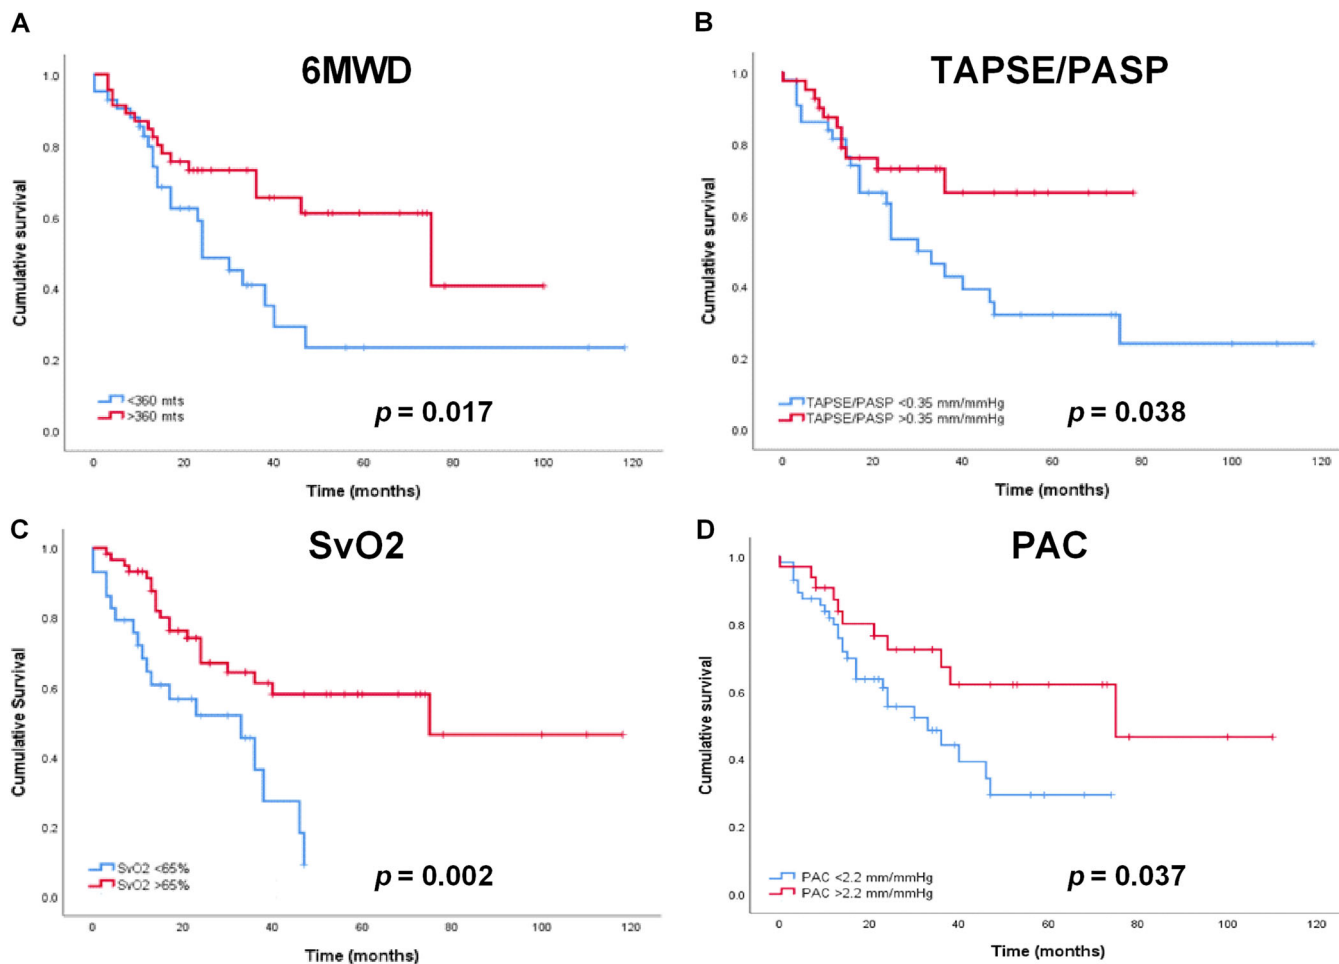 A
6MWD
Cumulative survival
1.0
0.8
0.6
0.4
0.2
0.0
<360 mts
>360 mts
p = 0.017
0 20 40 60 80 100 120
Time (months)
B
TAPSE/PASP
Cumulative survival
1.0
0.8
0.6
0.4
0.2
0.0
TAPSE/PASP <0.35 mm/mmHg
TAPSE/PASP >0.35 mm/mmHg
p = 0.038
0 20 40 60 80 100 120
Time (months)
C
SvO2
Cumulative Survival
1.0
0.8
0.6
0.4
0.2
0.0
SvO2 <65%
SvO2 >65%
p = 0.002
0 20 40 60 80 100 120
Time (months)
D
PAC
Cumulative survival
1.0
0.8
0.6
0.4
0.2
0.0
PAC <2.2 mm/mmHg
PAC >2.2 mm/mmHg
p = 0.037
0 20 40 60 80 100 120
Time (months)